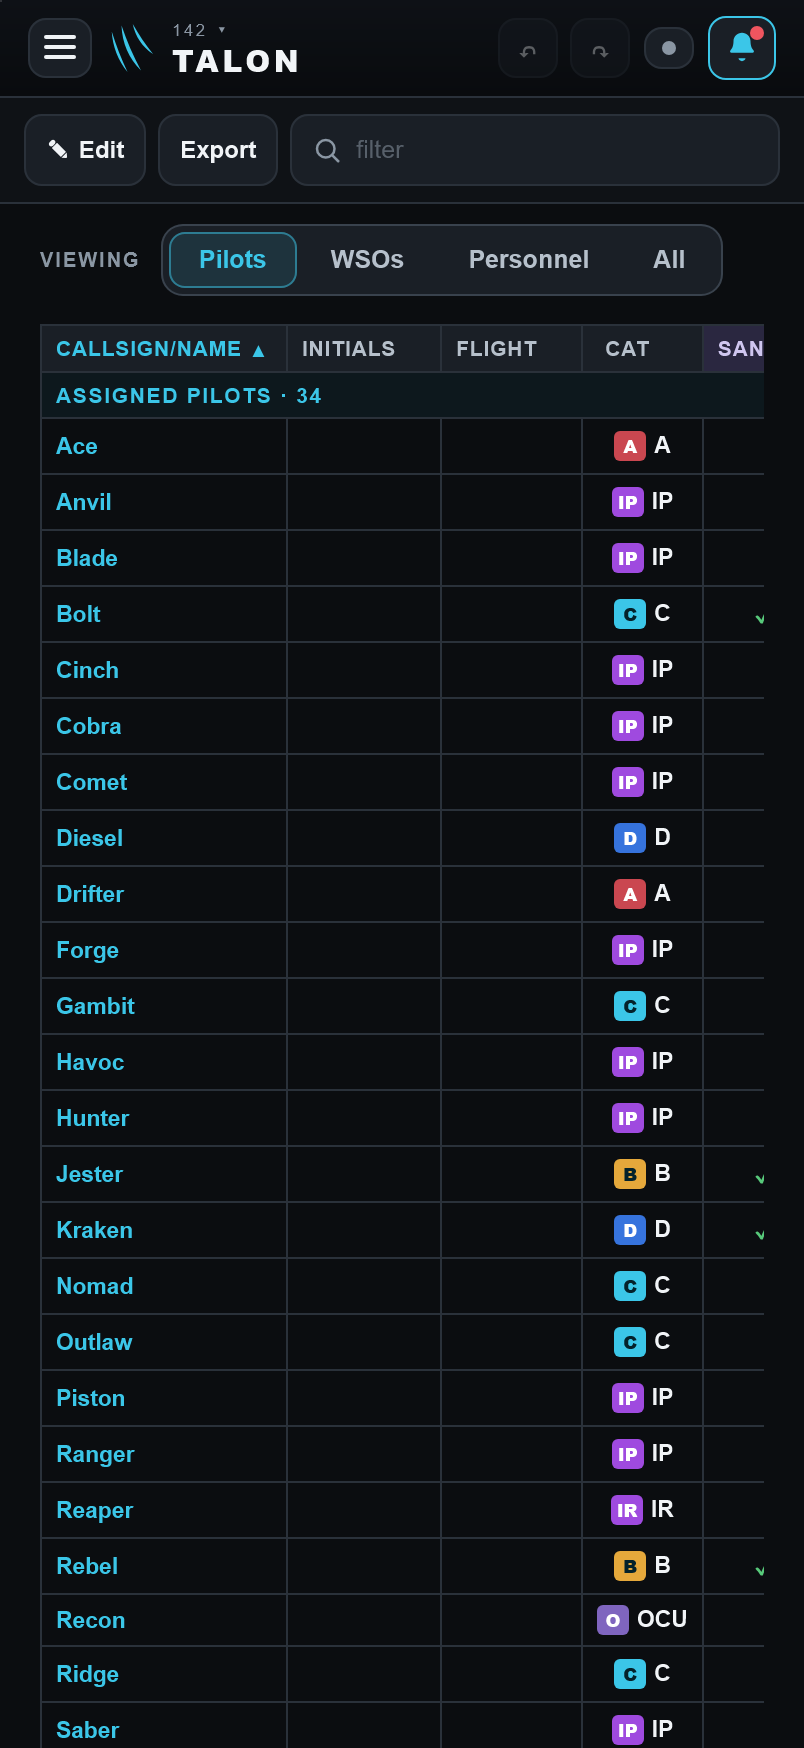 142 ▾
TALON
Edit Export filter
VIEWING Pilots WSOs Personnel All
CALLSIGN/NAME ▲ INITIALS FLIGHT CAT SAN
ASSIGNED PILOTS · 34
Ace A A
Anvil IP IP
Blade IP IP
Bolt C C
Cinch IP IP
Cobra IP IP
Comet IP IP
Diesel D D
Drifter A A
Forge IP IP
Gambit C C
Havoc IP IP
Hunter IP IP
Jester B B
Kraken D D
Nomad C C
Outlaw C C
Piston IP IP
Ranger IP IP
Reaper IR IR
Rebel B B
Recon O OCU
Ridge C C
Saber IP IP